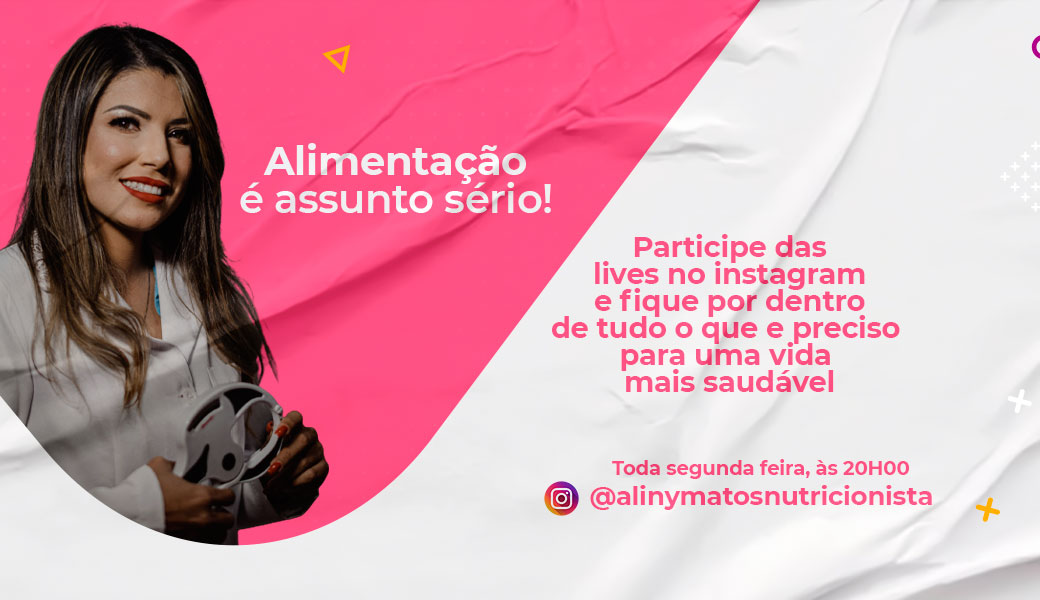 Alimentação
é assunto sério!
Participe das
lives no instagram
e fique por dentro
de tudo o que e preciso
para uma vida
mais saudável
Toda segunda feira, às 20H00
@alinymatosnutricionista